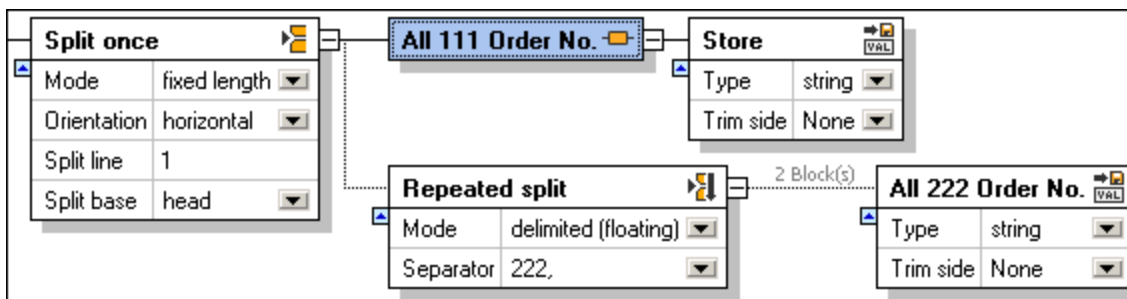 Split once
Mode fixed length
Orientation horizontal
Split line 1
Split base head
All 111 Order No.
Store
VAL
Type string
Trim side None
Repeated split
Mode delimited (floating)
Separator 222,
2 Block(s)
All 222 Order No.
VAL
Type string
Trim side None